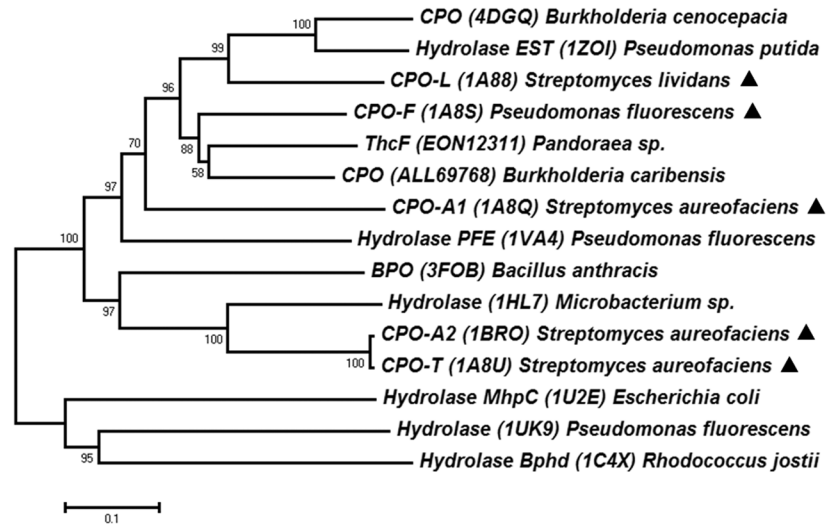 CPO (4DGQ) Burkholderia cenocepacia
100
Hydrolase EST (1ZOI) Pseudomonas putida
99
CPO-L (1A88) Streptomyces lividans ▲
96
CPO-F (1A8S) Pseudomonas fluorescens ▲
70
88
ThcF (EON12311) Pandoraea sp.
58
CPO (ALL69768) Burkholderia caribensis
97
CPO-A1 (1A8Q) Streptomyces aureofaciens ▲
100
Hydrolase PFE (1VA4) Pseudomonas fluorescens
BPO (3FOB) Bacillus anthracis
97
Hydrolase (1HL7) Microbacterium sp.
100
CPO-A2 (1BRO) Streptomyces aureofaciens ▲
100
CPO-T (1A8U) Streptomyces aureofaciens ▲
Hydrolase MhpC (1U2E) Escherichia coli
Hydrolase (1UK9) Pseudomonas fluorescens
95
Hydrolase Bphd (1C4X) Rhodococcus jostii
0.1